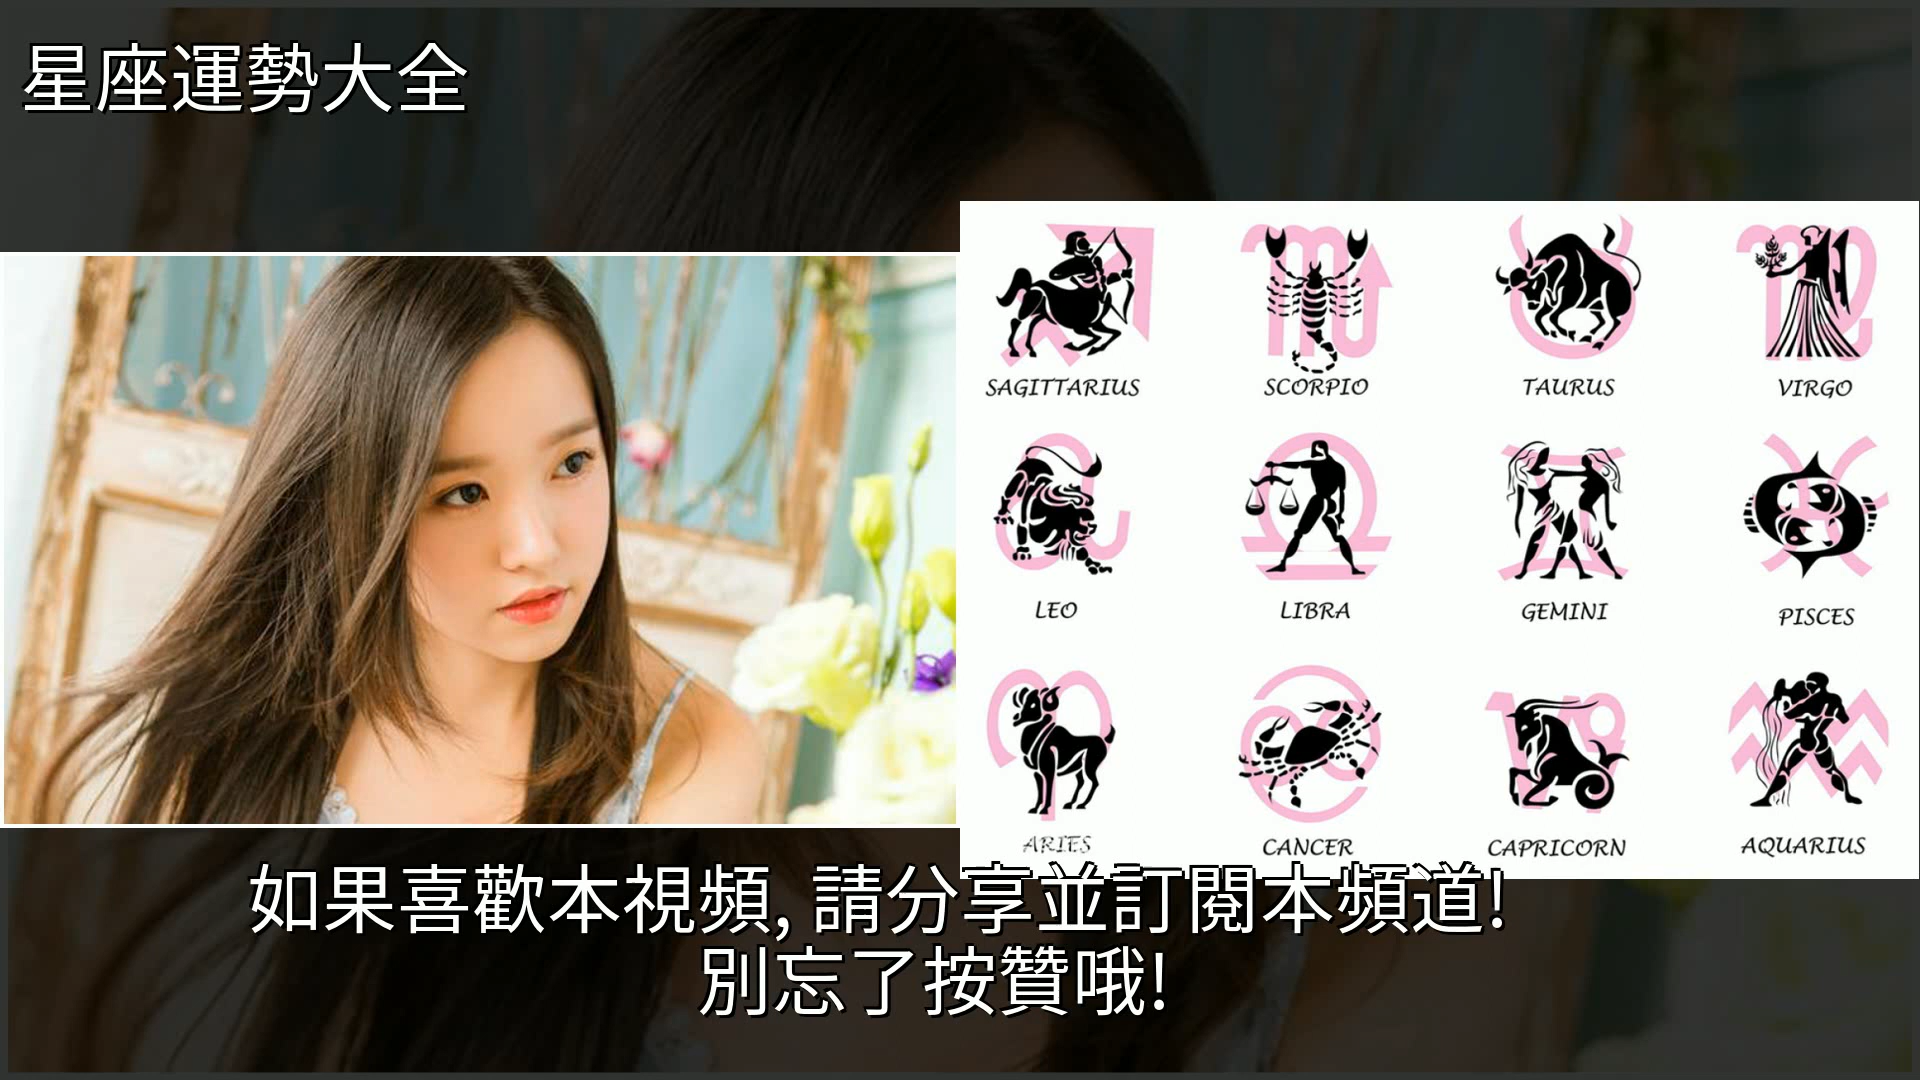 星座運勢大全
SAGITTARIUS
SCORPIO
TAURUS
VIRGO
LEO
LIBRA
GEMINI
PISCES
ARIES
CANCER
CAPRICORN
AQUARIUS
如果喜歡本視頻, 請分享並訂閱本頻道!
別忘了按贊哦!